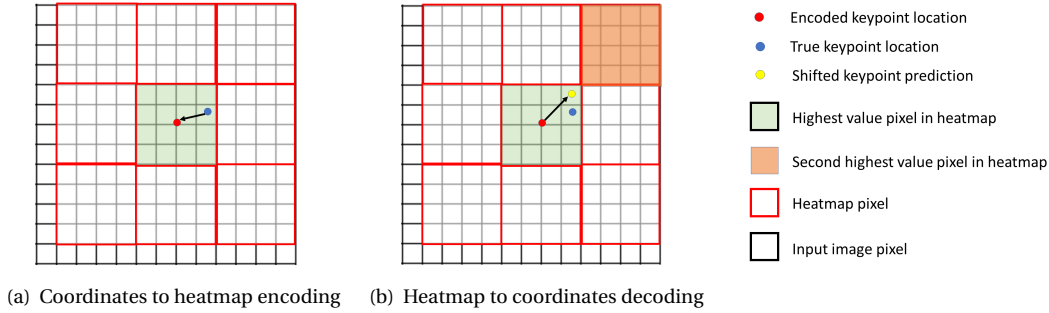 Encoded keypoint location
True keypoint location
Shifted keypoint prediction
Highest value pixel in heatmap
Second highest value pixel in heatmap
Heatmap pixel
Input image pixel
(a) Coordinates to heatmap encoding
(b) Heatmap to coordinates decoding